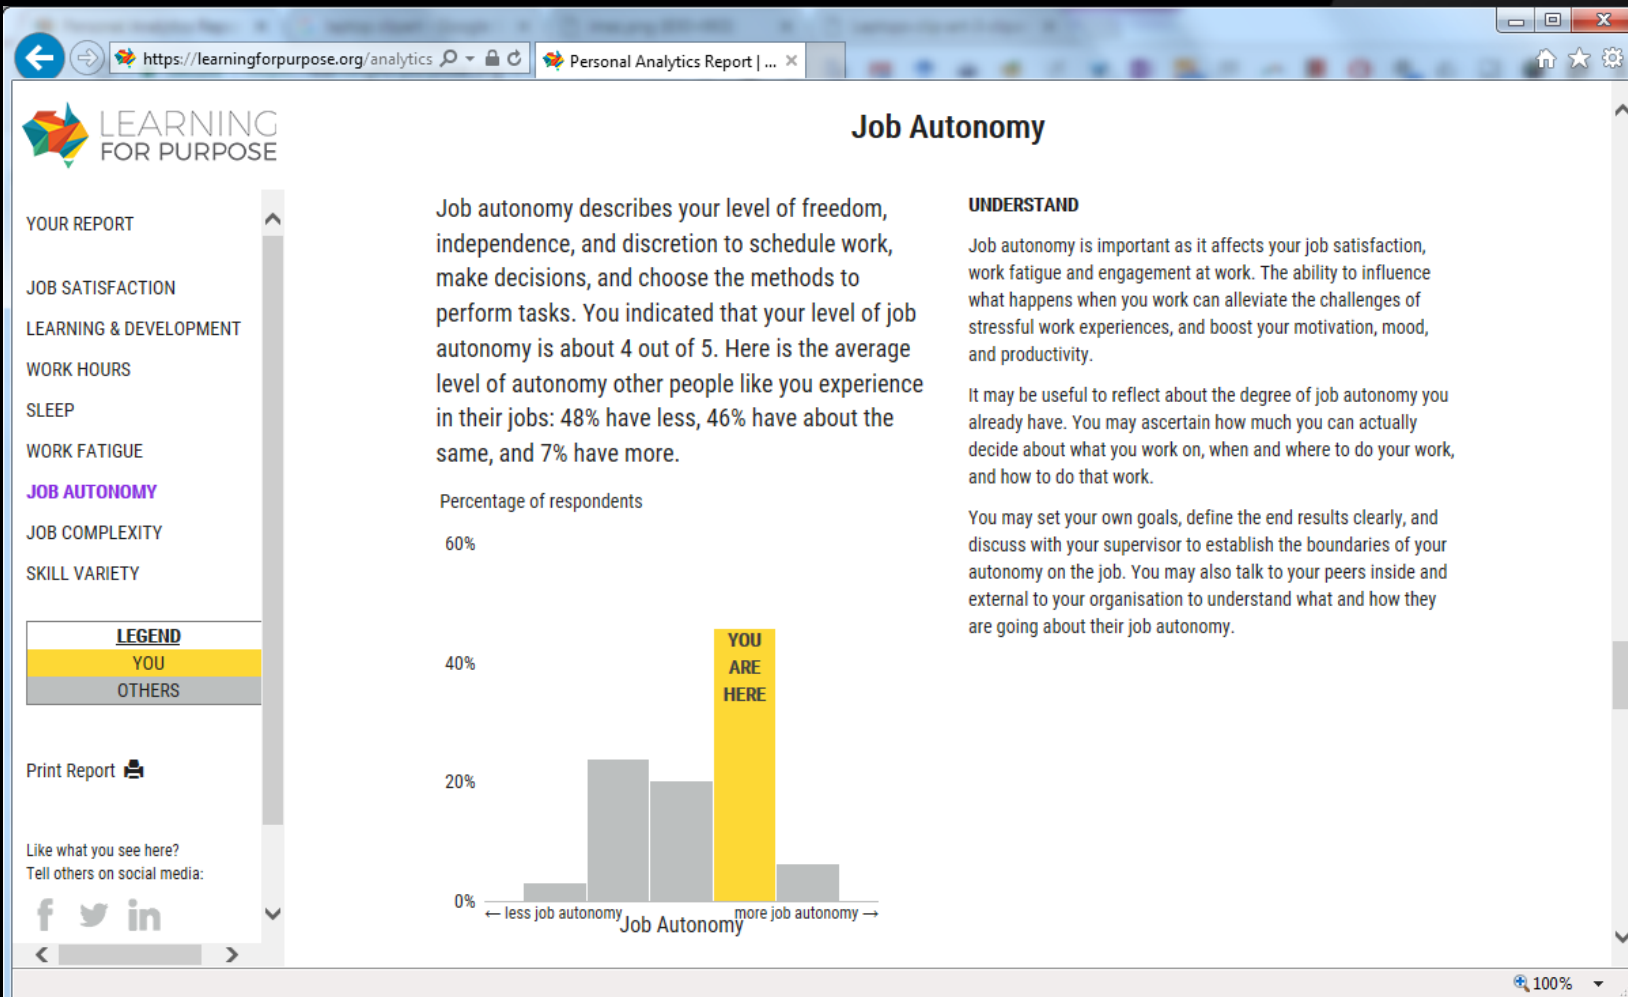 https://learningforpurpose.org/analytics
Personal Analytics Report | ...
LEARNING
FOR PURPOSE
Job Autonomy
YOUR REPORT
JOB SATISFACTION
LEARNING & DEVELOPMENT
WORK HOURS
SLEEP
WORK FATIGUE
JOB AUTONOMY
JOB COMPLEXITY
SKILL VARIETY
LEGEND
YOU
OTHERS
Print Report
Like what you see here?
Tell others on social media:
f
in
Job autonomy describes your level of freedom,
independence, and discretion to schedule work,
make decisions, and choose the methods to
perform tasks. You indicated that your level of job
autonomy is about 4 out of 5. Here is the average
level of autonomy other people like you experience
in their jobs: 48% have less, 46% have about the
same, and 7% have more.
Percentage of respondents
60%
40%
20%
0%
YOU
ARE
HERE
← less job autonomy
more job autonomy →
Job Autonomy
UNDERSTAND
Job autonomy is important as it affects your job satisfaction,
work fatigue and engagement at work. The ability to influence
what happens when you work can alleviate the challenges of
stressful work experiences, and boost your motivation, mood,
and productivity.
It may be useful to reflect about the degree of job autonomy you
already have. You may ascertain how much you can actually
decide about what you work on, when and where to do your work,
and how to do that work.
You may set your own goals, define the end results clearly, and
discuss with your supervisor to establish the boundaries of your
autonomy on the job. You may also talk to your peers inside and
external to your organisation to understand what and how they
are going about their job autonomy.
100%